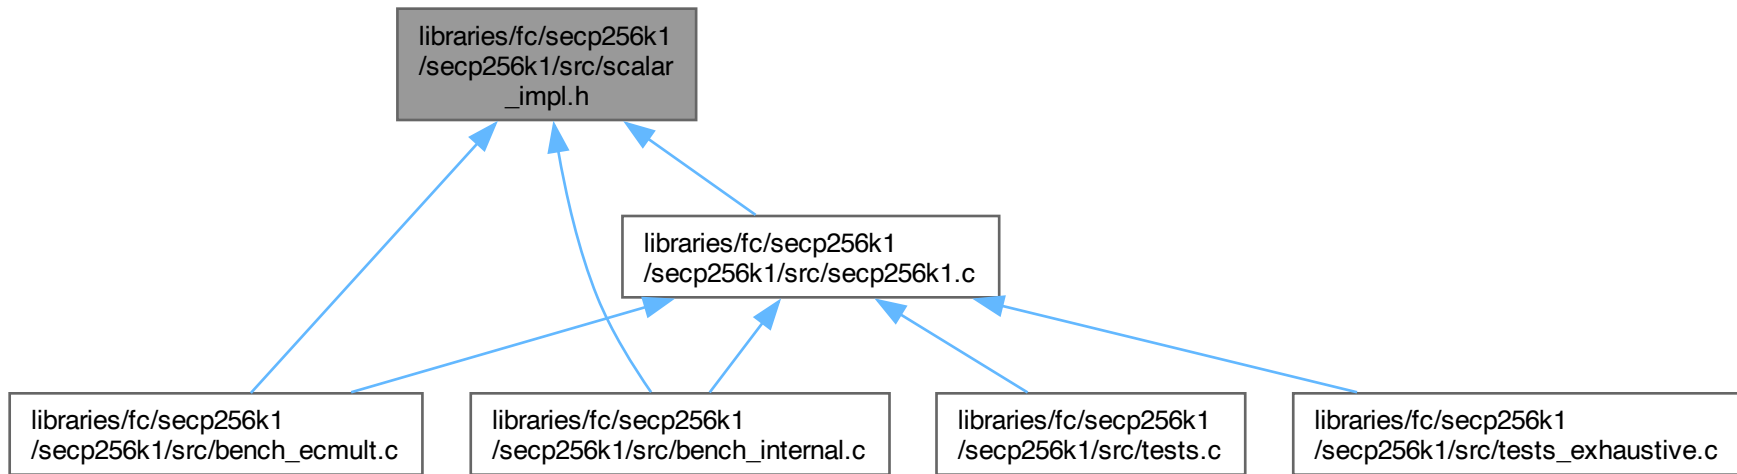 libraries/fc/secp256k1
/secp256k1/src/scalar
_impl.h
libraries/fc/secp256k1
/secp256k1/src/secp256k1.c
libraries/fc/secp256k1
/secp256k1/src/bench_ecmult.c
libraries/fc/secp256k1
/secp256k1/src/bench_internal.c
libraries/fc/secp256k1
/secp256k1/src/tests.c
libraries/fc/secp256k1
/secp256k1/src/tests_exhaustive.c